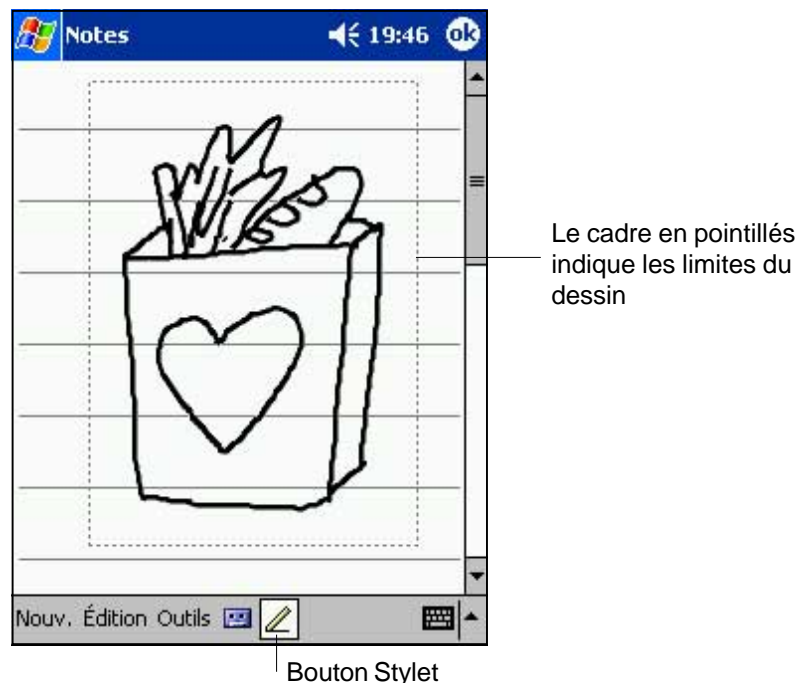 Notes 19:46 ok
Le cadre en pointillés
indique les limites du
dessin
Nouv. Édition Outils
Bouton Stylet